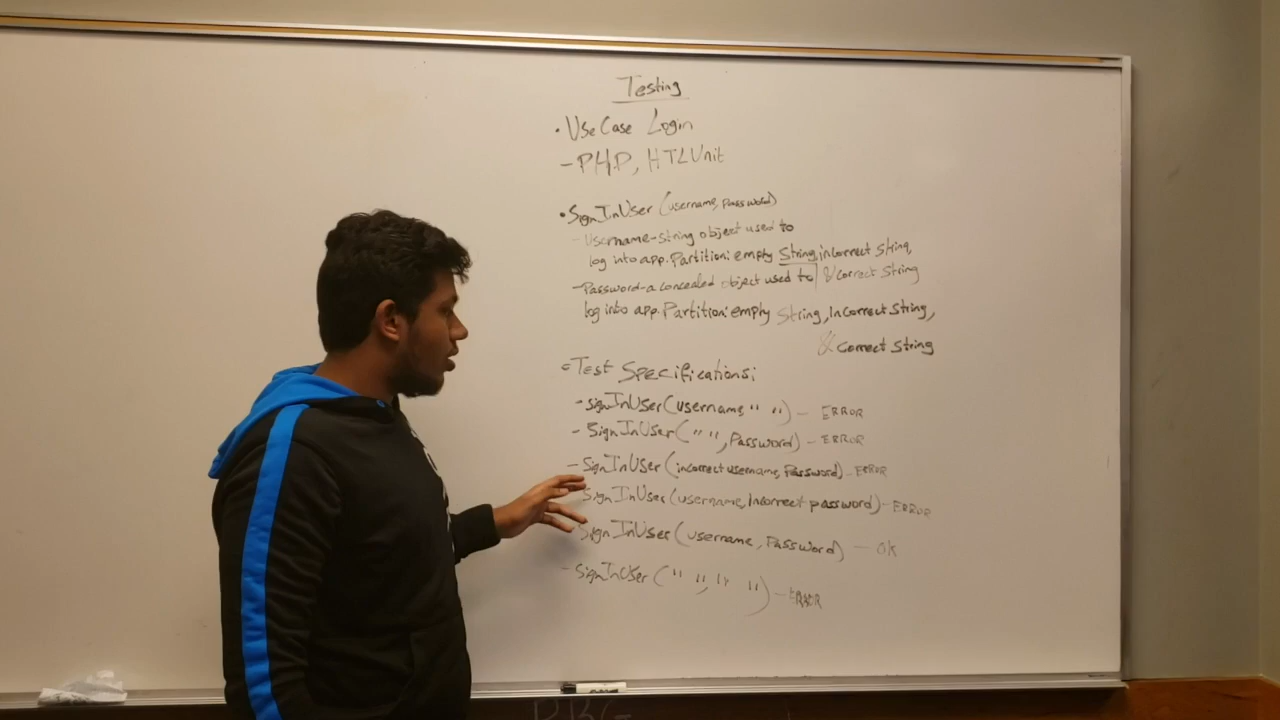 Testing
• Use Case Login
- PHP, HTLUnit
• SignInUser (username, password)
- Username-string object used to
log into app. Partition: empty String, incorrect String,
& correct String
- Password-a concealed object used to
log into app. Partition: empty String, Incorrect String,
& Correct String
Test Specifications:
- signInUser(username, " ") - ERROR
- SignInUser(" ", Password) - ERROR
- SignInUser (incorrect username, Password) - ERROR
SignInUser (username, Incorrect password) - ERROR
SignInUser (username, Password) - Ok
- SignInUser (" ", " ") - ERROR